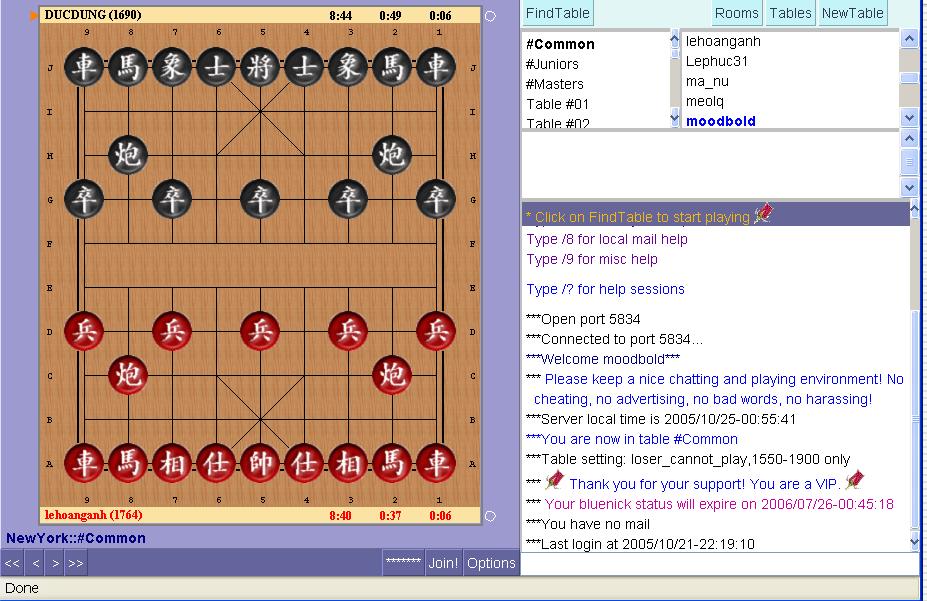 DUCDUNG (1690) 8:44 0:49 0:06
9 8 7 6 5 4 3 2 1
J 車 馬 象 士 將 士 象 馬 車 J
I I
H 炮 炮 H
G 卒 卒 卒 卒 卒 G
F F
E E
D 兵 兵 兵 兵 兵 D
C 炮 炮 C
B B
A 車 馬 相 仕 帥 仕 相 馬 車 A
9 8 7 6 5 4 3 2 1
lehoanganh (1764) 8:40 0:37 0:06
NewYork::#Common
<< < > >> ******* Join! Options
Done
FindTable Rooms Tables NewTable
#Common
#Juniors
#Masters
Table #01
Table #02
lehoanganh
Lephuc31
ma_nu
meolq
moodbold
* Click on FindTable to start playing
Type /8 for local mail help
Type /9 for misc help
Type /? for help sessions
***Open port 5834
***Connected to port 5834...
***Welcome moodbold***
*** Please keep a nice chatting and playing environment! No
cheating, no advertising, no bad words, no harassing!
***Server local time is 2005/10/25-00:55:41
***You are now in table #Common
***Table setting: loser_cannot_play,1550-1900 only
*** Thank you for your support! You are a VIP.
*** Your bluenick status will expire on 2006/07/26-00:45:18
***You have no mail
***Last login at 2005/10/21-22:19:10